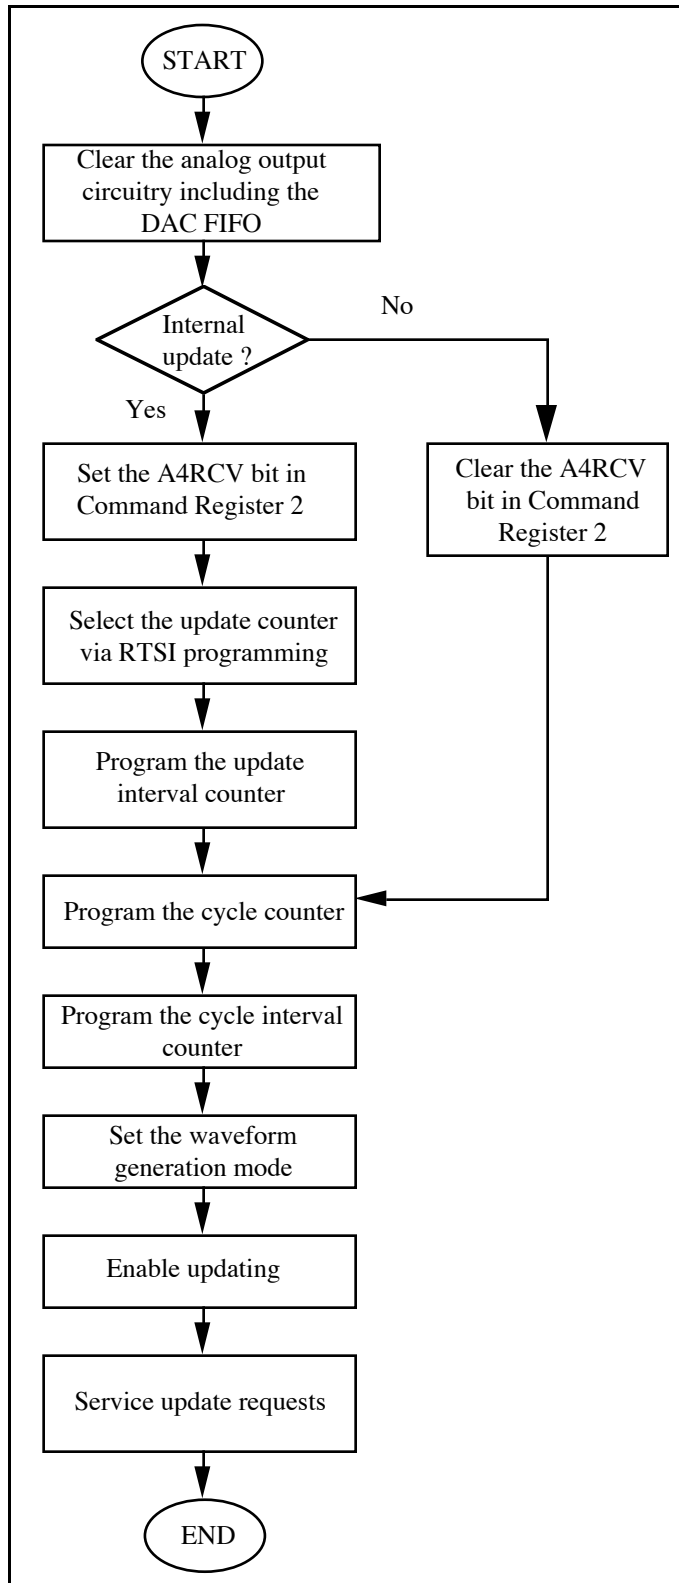 START
Clear the analog output
circuitry including the
DAC FIFO
Internal
update ?
No
Yes
Set the A4RCV bit in
Command Register 2
Clear the A4RCV
bit in Command
Register 2
Select the update counter
via RTSI programming
Program the update
interval counter
Program the cycle counter
Program the cycle interval
counter
Set the waveform
generation mode
Enable updating
Service update requests
END